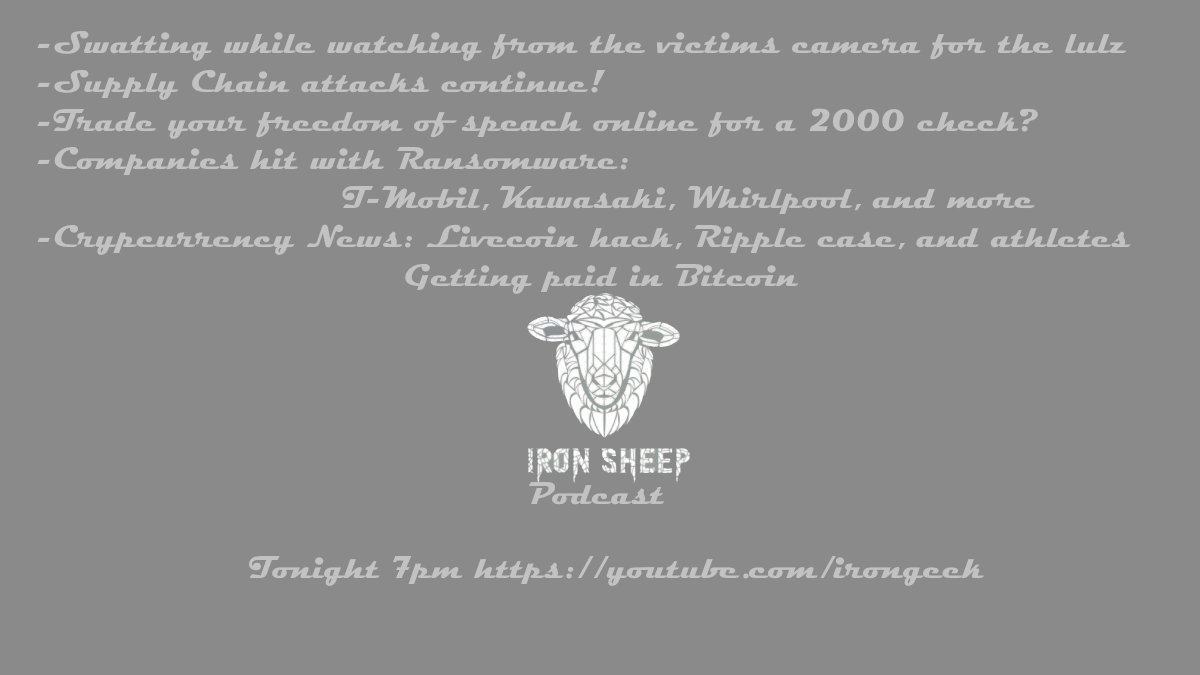 -Swatting while watching from the victims camera for the lulz
-Supply Chain attacks continue!
-Trade your freedom of speach online for a 2000 check?
-Companies hit with Ransomware:
T-Mobil, Kawasaki, Whirlpool, and more
-Crypcurrency News: Livecoin hack, Ripple case, and athletes
Getting paid in Bitcoin
IRON SHEEP
Podcast
Tonight 7pm https://youtube.com/irongeek